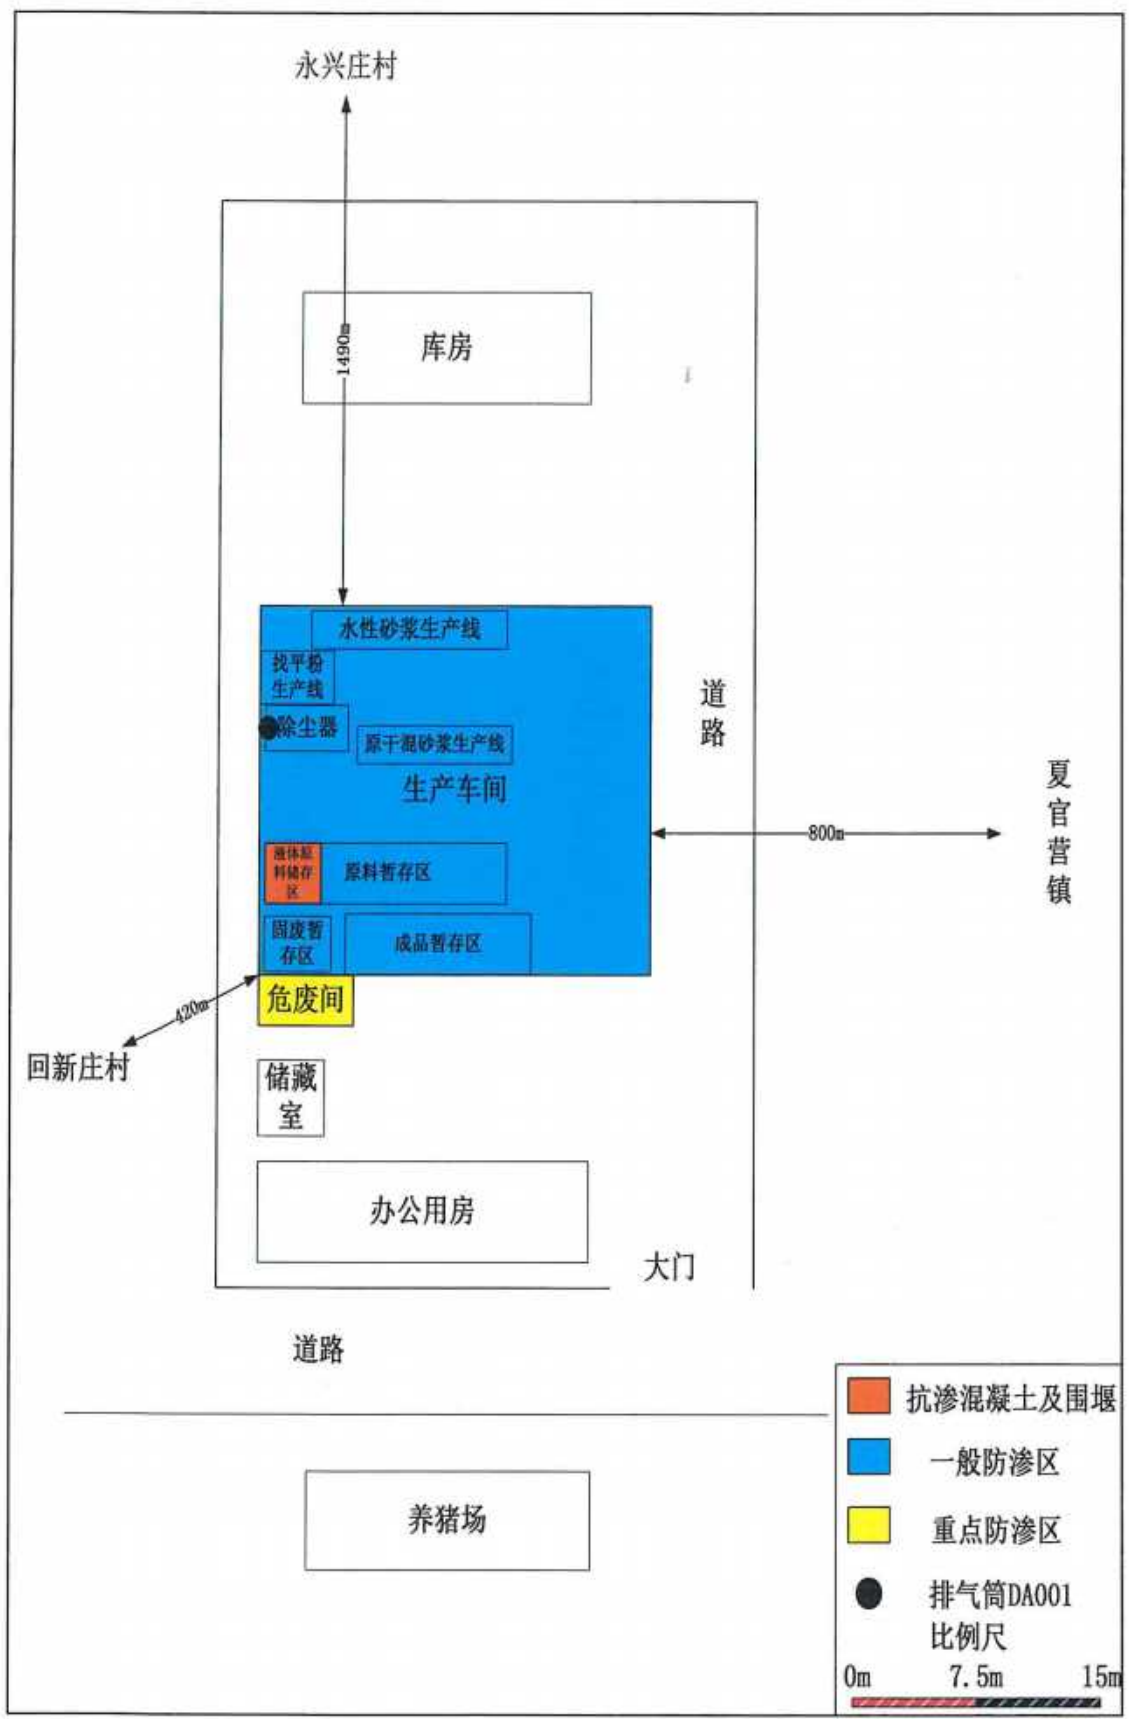 永兴庄村
1490m
库房
水性砂浆生产线
找平粉
生产线
除尘器
原干混砂浆生产线
生产车间
道
路
夏
官
营
镇
800m
液体原
料储存
区
原料暂存区
固废暂
存区
成品暂存区
危废间
420m
回新庄村
储藏
室
办公用房
大门
道路
养猪场
抗渗混凝土及围堰
一般防渗区
重点防渗区
排气筒DA001
比例尺
0m 7.5m 15m